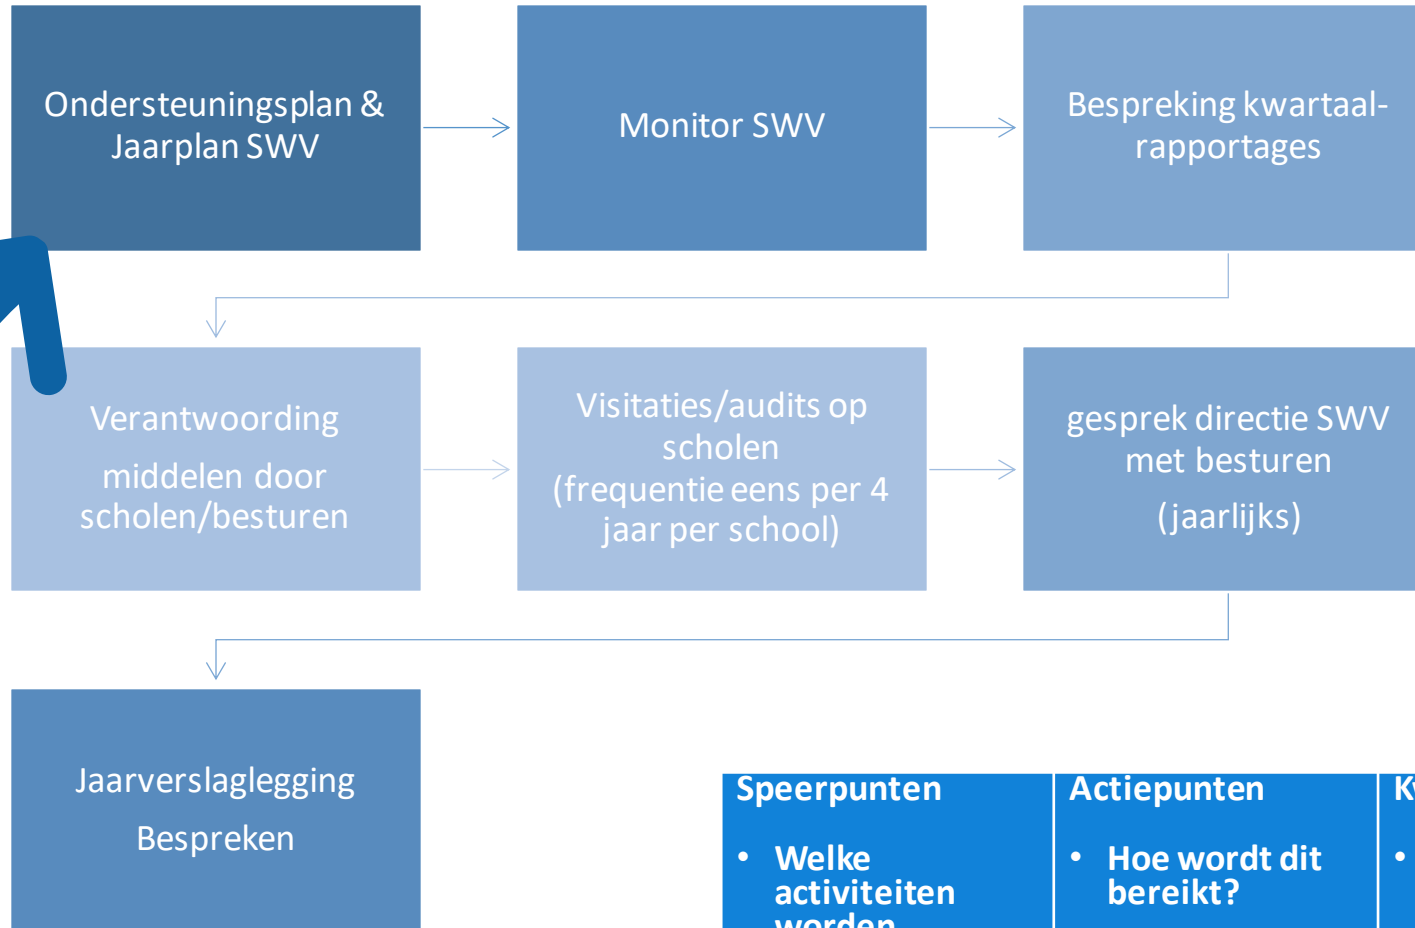 Ondersteuningsplan &
Jaarplan SWV
Monitor SWV
Bespreking kwartaal-
rapportages
Verantwoording
middelen door
scholen/besturen
Visitaties/audits op
scholen
(frequentie eens per 4
jaar per school)
gesprek directie SWV
met besturen
(jaarlijks)
Jaarverslaglegging
Bespreken
Speerpunten
• Welke
activiteiten
worden
Actiepunten
• Hoe wordt dit
bereikt?
•